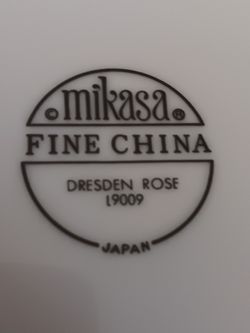 © mikasa ®
FINE CHINA
DRESDEN ROSE
L9009
JAPAN